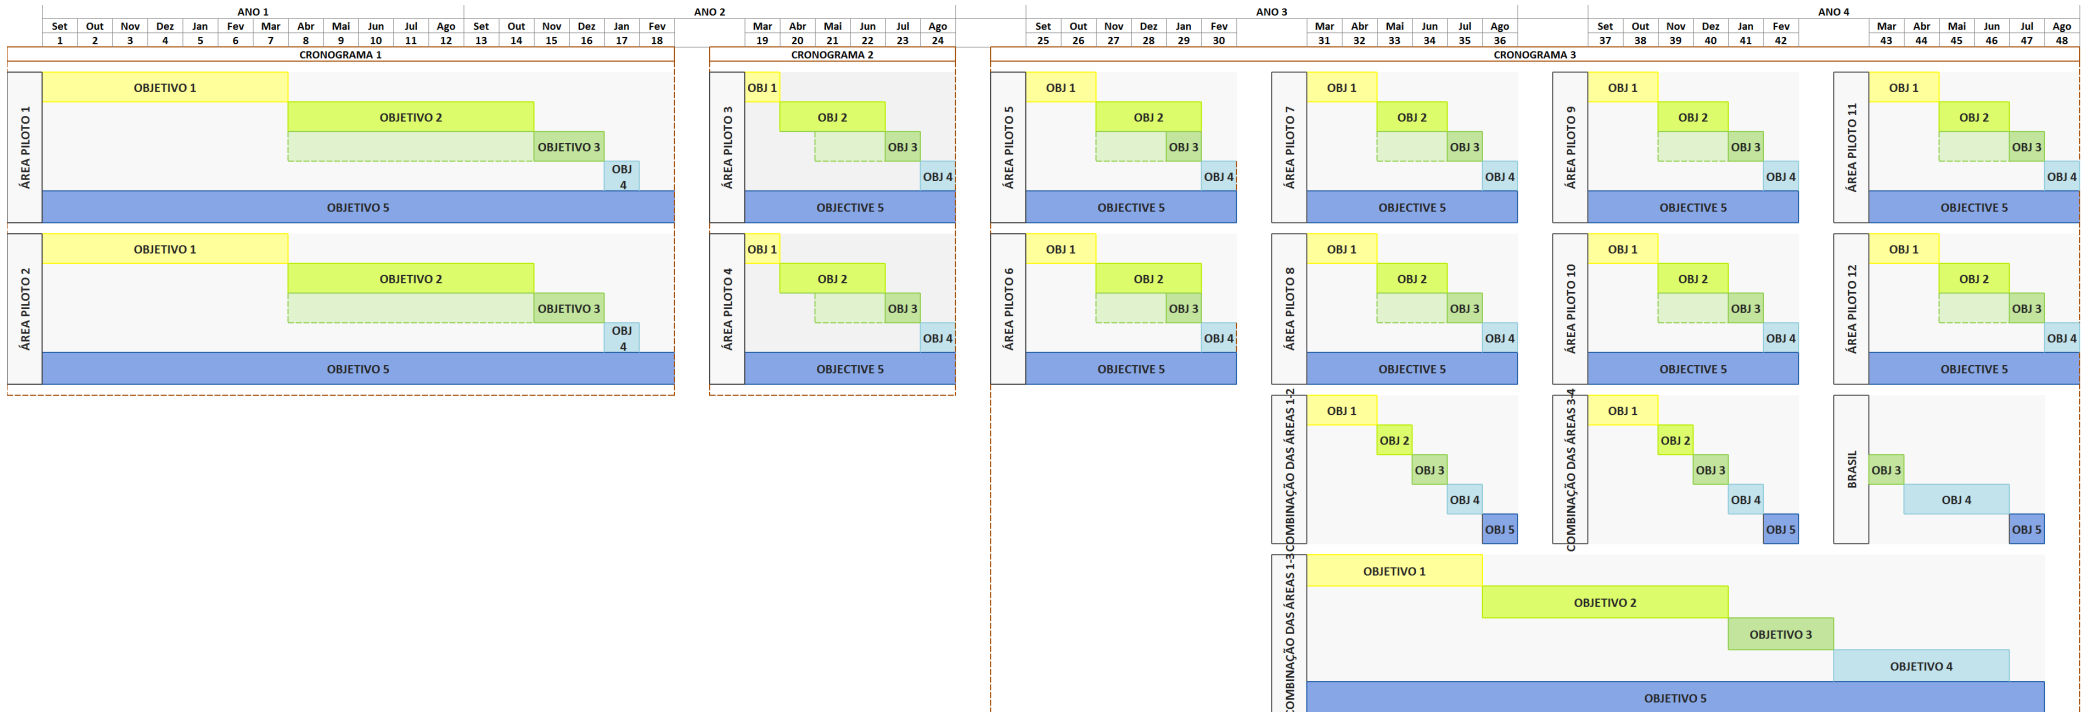 ANO 1 ANO 2 ANO 3 ANO 4
Set Out Nov Dez Jan Fev Mar Abr Mai Jun Jul Ago Set Out Nov Dez Jan Fev Mar Abr Mai Jun Jul Ago Set Out Nov Dez Jan Fev Mar Abr Mai Jun Jul Ago Set Out Nov Dez Jan Fev Mar Abr Mai Jun Jul Ago
1 2 3 4 5 6 7 8 9 10 11 12 13 14 15 16 17 18 19 20 21 22 23 24 25 26 27 28 29 30 31 32 33 34 35 36 37 38 39 40 41 42 43 44 45 46 47 48
CRONOGRAMA 1 CRONOGRAMA 2 CRONOGRAMA 3
ÁREA PILOTO 1
OBJETIVO 1
OBJETIVO 2
OBJETIVO 3
OBJ
4
OBJETIVO 5
ÁREA PILOTO 3
OBJ 1
OBJ 2
OBJ 3
OBJ 4
OBJECTIVE 5
ÁREA PILOTO 5
OBJ 1
OBJ 2
OBJ 3
OBJ 4
OBJECTIVE 5
ÁREA PILOTO 7
OBJ 1
OBJ 2
OBJ 3
OBJ 4
OBJECTIVE 5
ÁREA PILOTO 9
OBJ 1
OBJ 2
OBJ 3
OBJ 4
OBJECTIVE 5
ÁREA PILOTO 11
OBJ 1
OBJ 2
OBJ 3
OBJ 4
OBJECTIVE 5
ÁREA PILOTO 2
OBJETIVO 1
OBJETIVO 2
OBJETIVO 3
OBJ
4
OBJETIVO 5
ÁREA PILOTO 4
OBJ 1
OBJ 2
OBJ 3
OBJ 4
OBJECTIVE 5
ÁREA PILOTO 6
OBJ 1
OBJ 2
OBJ 3
OBJ 4
OBJECTIVE 5
ÁREA PILOTO 8
OBJ 1
OBJ 2
OBJ 3
OBJ 4
OBJECTIVE 5
ÁREA PILOTO 10
OBJ 1
OBJ 2
OBJ 3
OBJ 4
OBJECTIVE 5
ÁREA PILOTO 12
OBJ 1
OBJ 2
OBJ 3
OBJ 4
OBJECTIVE 5
COMBINAÇÃO DAS ÁREAS 1-2
OBJ 1
OBJ 2
OBJ 3
OBJ 4
OBJ 5
COMBINAÇÃO DAS ÁREAS 3-4
OBJ 1
OBJ 2
OBJ 3
OBJ 4
OBJ 5
BRASIL
OBJ 3
OBJ 4
OBJ 5
DAS ÁREAS 1-3
OBJETIVO 1
OBJETIVO 2
OBJETIVO 3
OBJETIVO 4
OBJETIVO 5